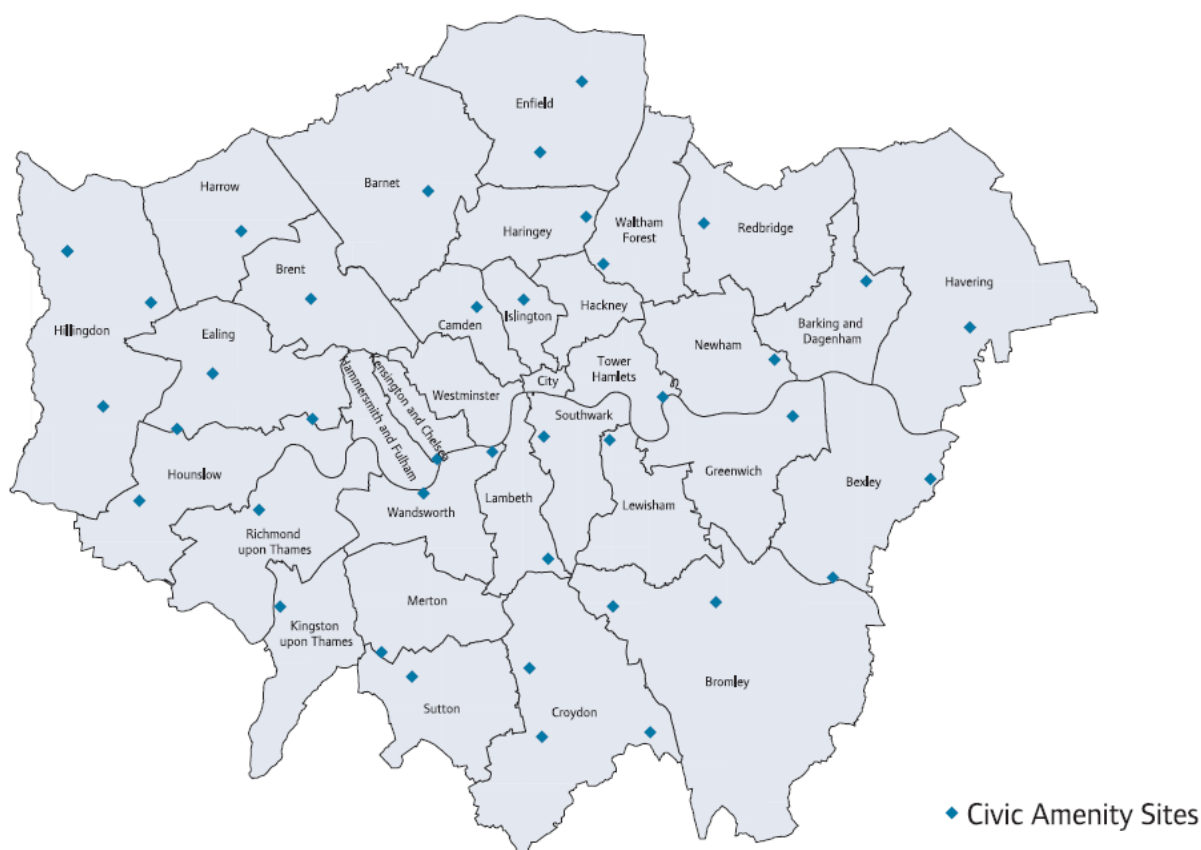 Enfield
Harrow
Barnet
Haringey
Waltham
Forest
Redbridge
Brent
Havering
Hackney
Islington
Camden
Hillingdon
Ealing
Barking and
Dagenham
Newham
Tower
Hamlets
City
Westminster
Kensington and Chelsea
Hammersmith and Fulham
Southwark
Greenwich
Hounslow
Bexley
Lambeth
Lewisham
Wandsworth
Richmond
upon Thames
Merton
Kingston
upon Thames
Bromley
Sutton
Croydon
Civic Amenity Sites